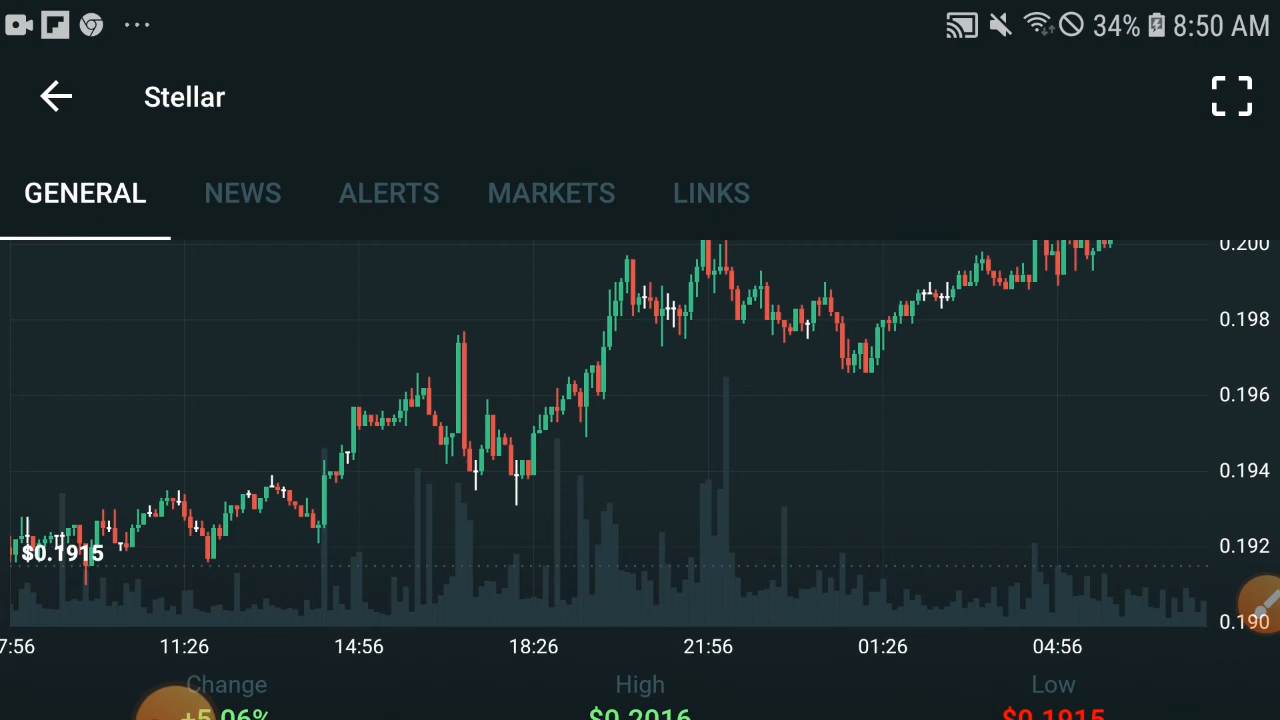 34% 8:50 AM
Stellar
GENERAL NEWS ALERTS MARKETS LINKS
0.200
0.198
0.196
0.194
$0.1915
0.192
0.190
7:56 11:26 14:56 18:26 21:56 01:26 04:56
Change High Low
+5.06% $0.2016 $0.1915